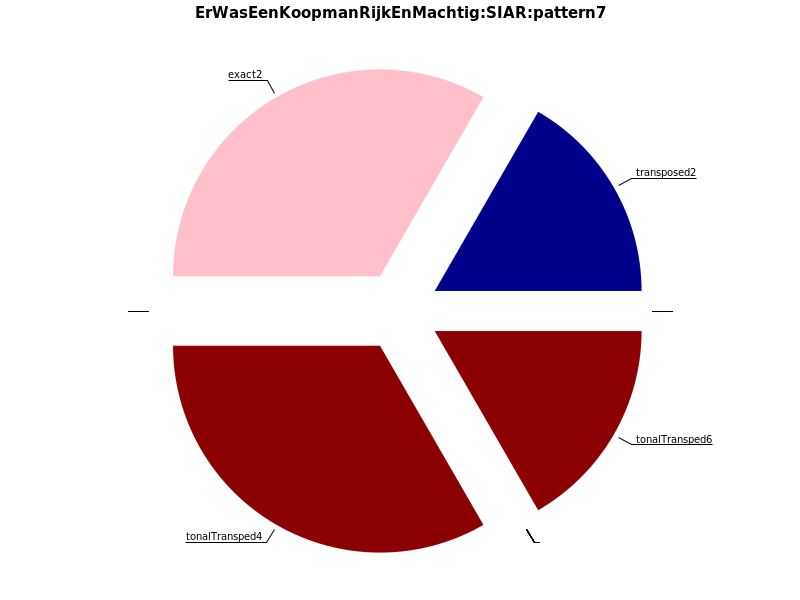 ErWasEenKoopmanRijkEnMachtig:SIAR:pattern7
exact2
transposed2
tonalTransped6
tonalTransped4